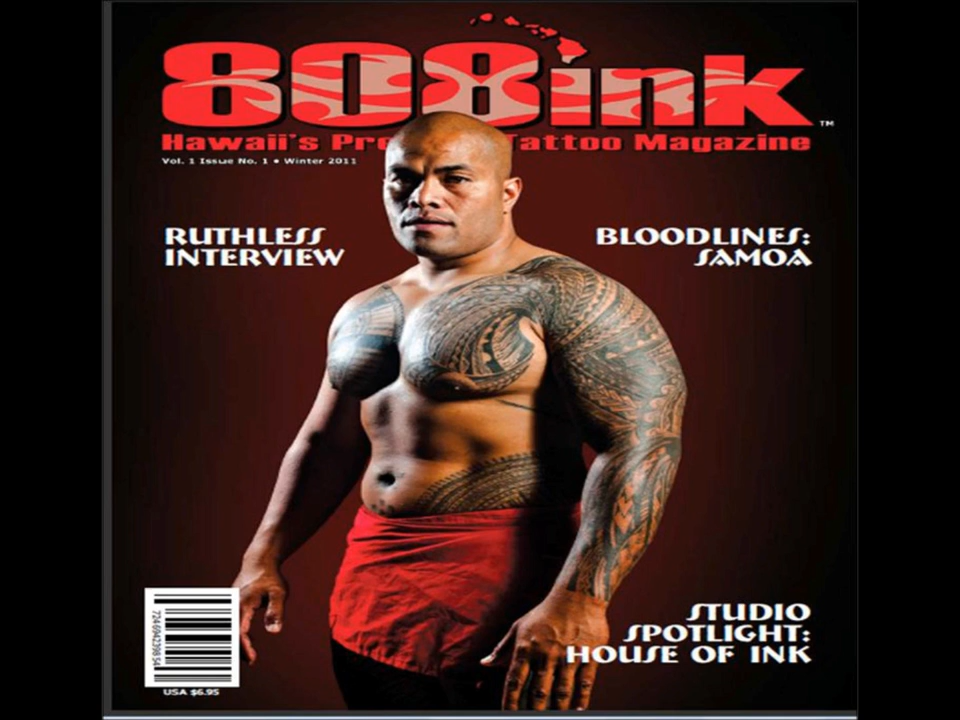 808ink
™
Hawaii's Pre Tattoo Magazine
Vol. 1 Issue No. 1 • Winter 2011
RUTHLESS
INTERVIEW
BLOODLINES:
SAMOA
STUDIO
SPOTLIGHT:
HOUSE OF INK
USA $6.95